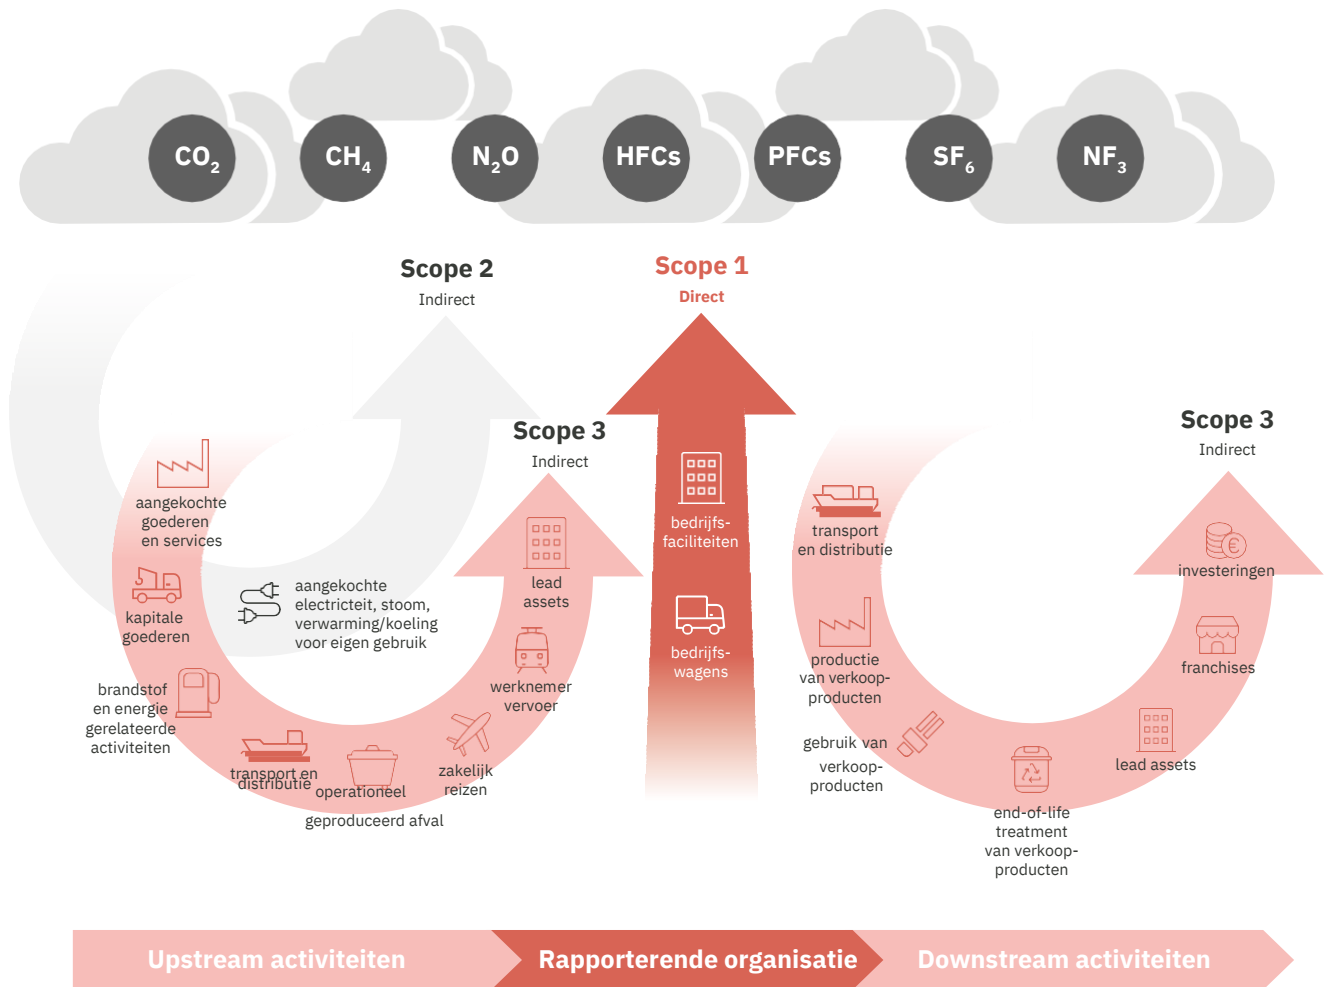 CO2
CH4
N2O
HFCs
PFCs
SF6
NF3
Scope 2
Indirect
aangekochte
electriciteit, stoom,
verwarming/koeling
voor eigen gebruik
Scope 3
Indirect
aangekochte
goederen
en services
kapitale
goederen
brandstof
en energie
gerelateerde
activiteiten
transport en
distributie
operationeel
geproduceerd afval
zakelijk
reizen
werknemer
vervoer
lead
assets
Scope 1
Direct
bedrijfs-
faciliteiten
bedrijfs-
wagens
Scope 3
Indirect
transport
en distributie
productie
van verkoop-
producten
gebruik van
verkoop-
producten
end-of-life
treatment
van verkoop-
producten
lead assets
franchises
investeringen
Upstream activiteiten
Rapporterende organisatie
Downstream activiteiten